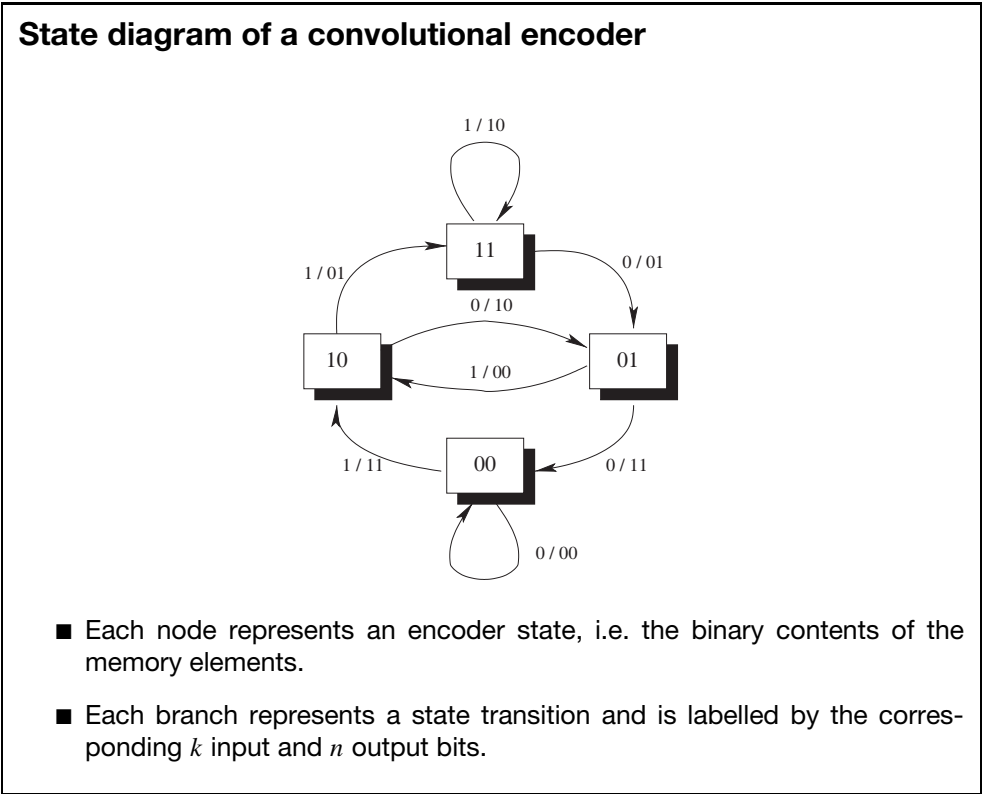 State diagram of a convolutional encoder
1 / 10
11
1 / 01
0 / 01
0 / 10
10
01
1 / 00
1 / 11
00
0 / 11
0 / 00
■ Each node represents an encoder state, i.e. the binary contents of the
memory elements.
■ Each branch represents a state transition and is labelled by the corres-
ponding k input and n output bits.